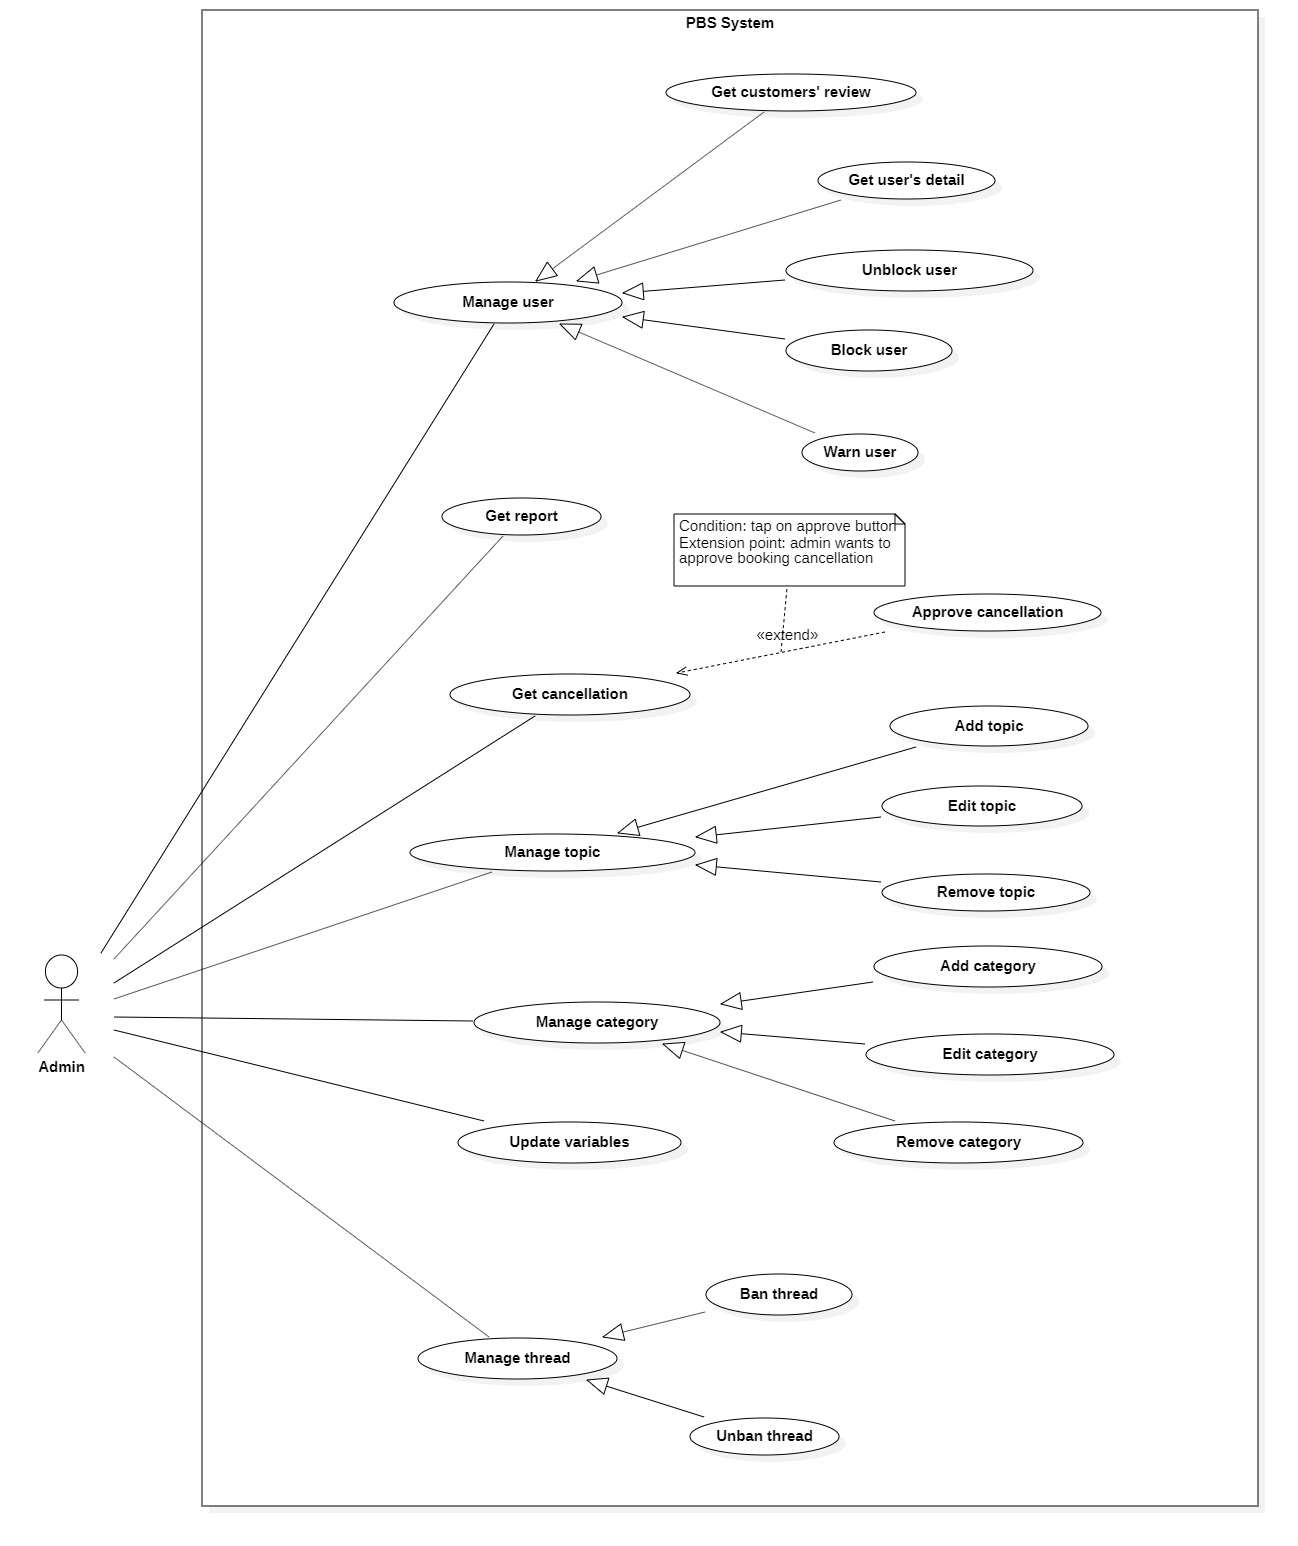 PBS System
Get customers' review
Get user's detail
Unblock user
Manage user
Block user
Warn user
Get report
Condition: tap on approve button
Extension point: admin wants to
approve booking cancellation
Approve cancellation
«extend»
Get cancellation
Add topic
Edit topic
Manage topic
Remove topic
Add category
Manage category
Edit category
Admin
Update variables
Remove category
Ban thread
Manage thread
Unban thread